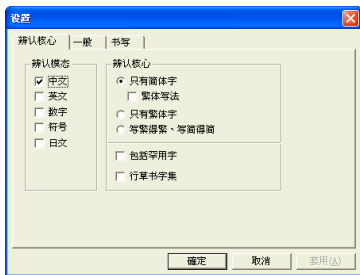 设置
辨认核心 一般 书写
辨认模态
中文
英文
数字
符号
日文
辨认核心
只有简体字
繁体写法
只有繁体字
写繁得繁、写简得简
包括罕用字
行草书字集
確定 取消 套用(A)